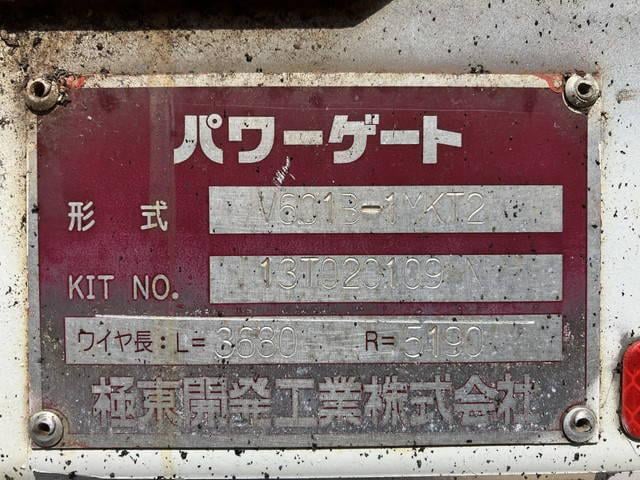 パワーゲート
形式 V601B-1MKT2
KIT NO. 13T020109 N
ワイヤ長: L= 3680 R= 5190
極東開発工業株式会社